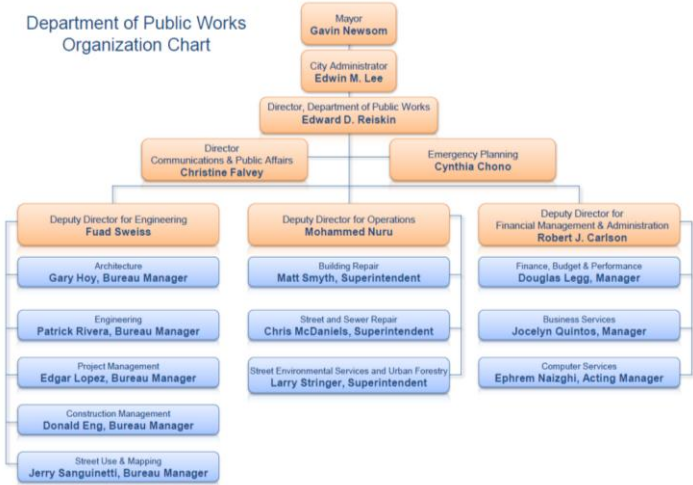 Department of Public Works
Organization Chart
Mayor
Gavin Newsom
City Administrator
Edwin M. Lee
Director, Department of Public Works
Edward D. Reiskin
Director
Communications & Public Affairs
Christine Falvey
Emergency Planning
Cynthia Chono
Deputy Director for Engineering
Fuad Sweiss
Deputy Director for Operations
Mohammed Nuru
Deputy Director for
Financial Management & Administration
Robert J. Carlson
Architecture
Gary Hoy, Bureau Manager
Building Repair
Matt Smyth, Superintendent
Finance, Budget & Performance
Douglas Legg, Manager
Engineering
Patrick Rivera, Bureau Manager
Street and Sewer Repair
Chris McDaniels, Superintendent
Business Services
Jocelyn Quintos, Manager
Project Management
Edgar Lopez, Bureau Manager
Street Environmental Services and Urban Forestry
Larry Stringer, Superintendent
Computer Services
Ephrem Naizghi, Acting Manager
Construction Management
Donald Eng, Bureau Manager
Street Use & Mapping
Jerry Sanguinetti, Bureau Manager